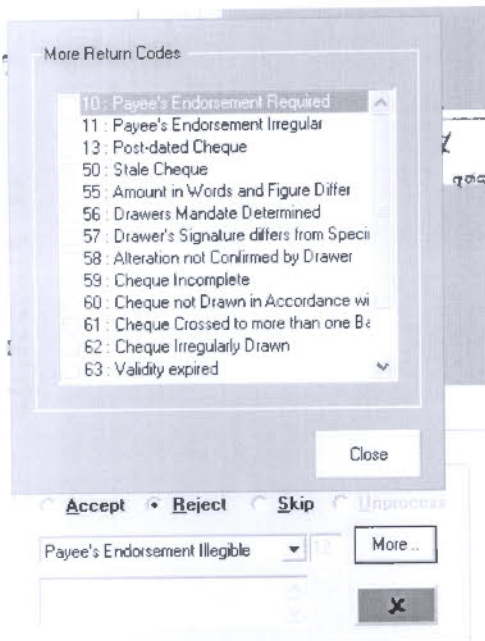 More Return Codes
10 : Payee's Endorsement Required
11 : Payee's Endorsement Irregular
13 : Post-dated Cheque
50 : Stale Cheque
55 : Amount in Words and Figure Differ
56 : Drawers Mandate Determined
57 : Drawer's Signature differs from Speci
58 : Alteration not Confirmed by Drawer
59 : Cheque Incomplete
60 : Cheque not Drawn in Accordance wi
61 : Cheque Crossed to more than one Ba
62 : Cheque Irregularly Drawn
63 : Validity expired
Close
Accept Reject Skip Unprocess
Payee's Endorsement Illegible 12 More ..